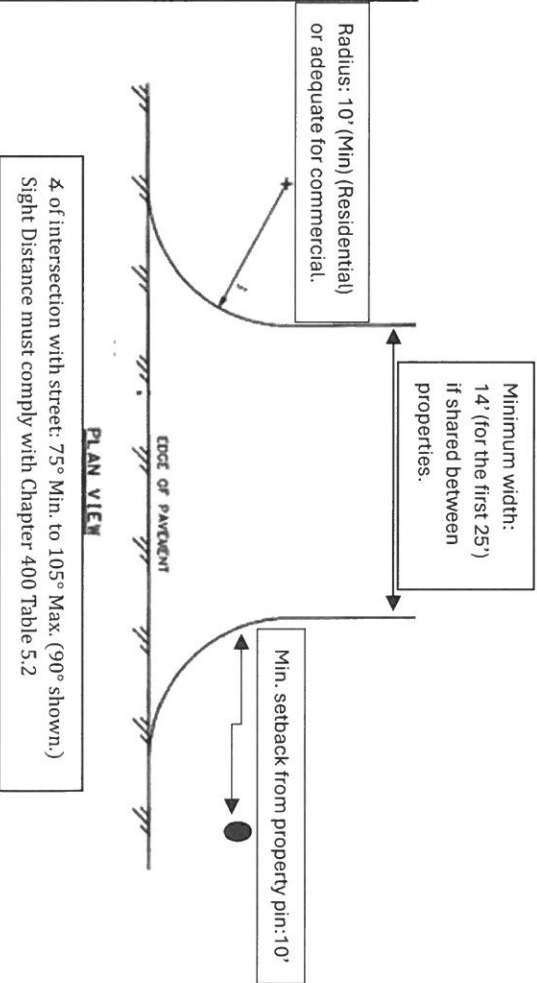 Minimum width:
14' (for the first 25')
if shared between
properties.
Radius: 10' (Min) (Residential)
or adequate for commercial.
r
Min. setback from property pin:10'
EDGE OF PAVEMENT
PLAN VIEW
∡ of intersection with street: 75° Min. to 105° Max. (90° shown.)
Sight Distance must comply with Chapter 400 Table 5.2